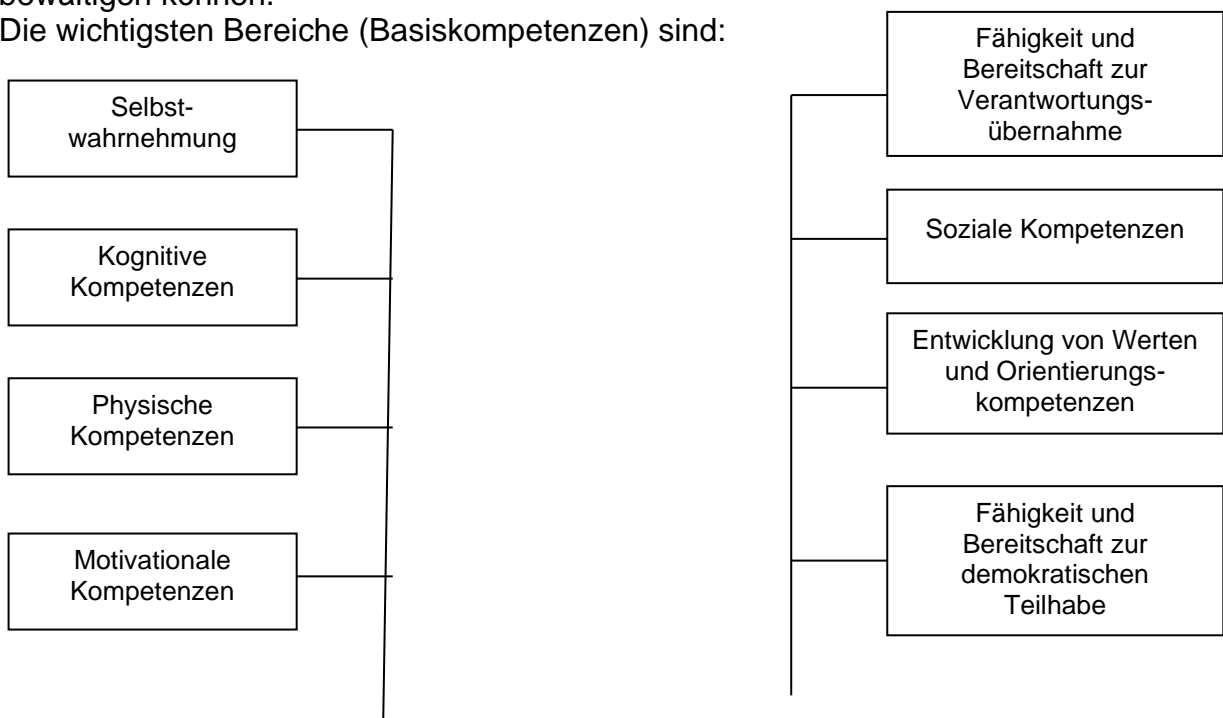 bewältigen können.
Die wichtigsten Bereiche (Basiskompetenzen) sind:
Selbst-
wahrnehmung
Kognitive
Kompetenzen
Physische
Kompetenzen
Motivationale
Kompetenzen
Fähigkeit und
Bereitschaft zur
Verantwortungs-
übernahme
Soziale Kompetenzen
Entwicklung von Werten
und Orientierungs-
kompetenzen
Fähigkeit und
Bereitschaft zur
demokratischen
Teilhabe